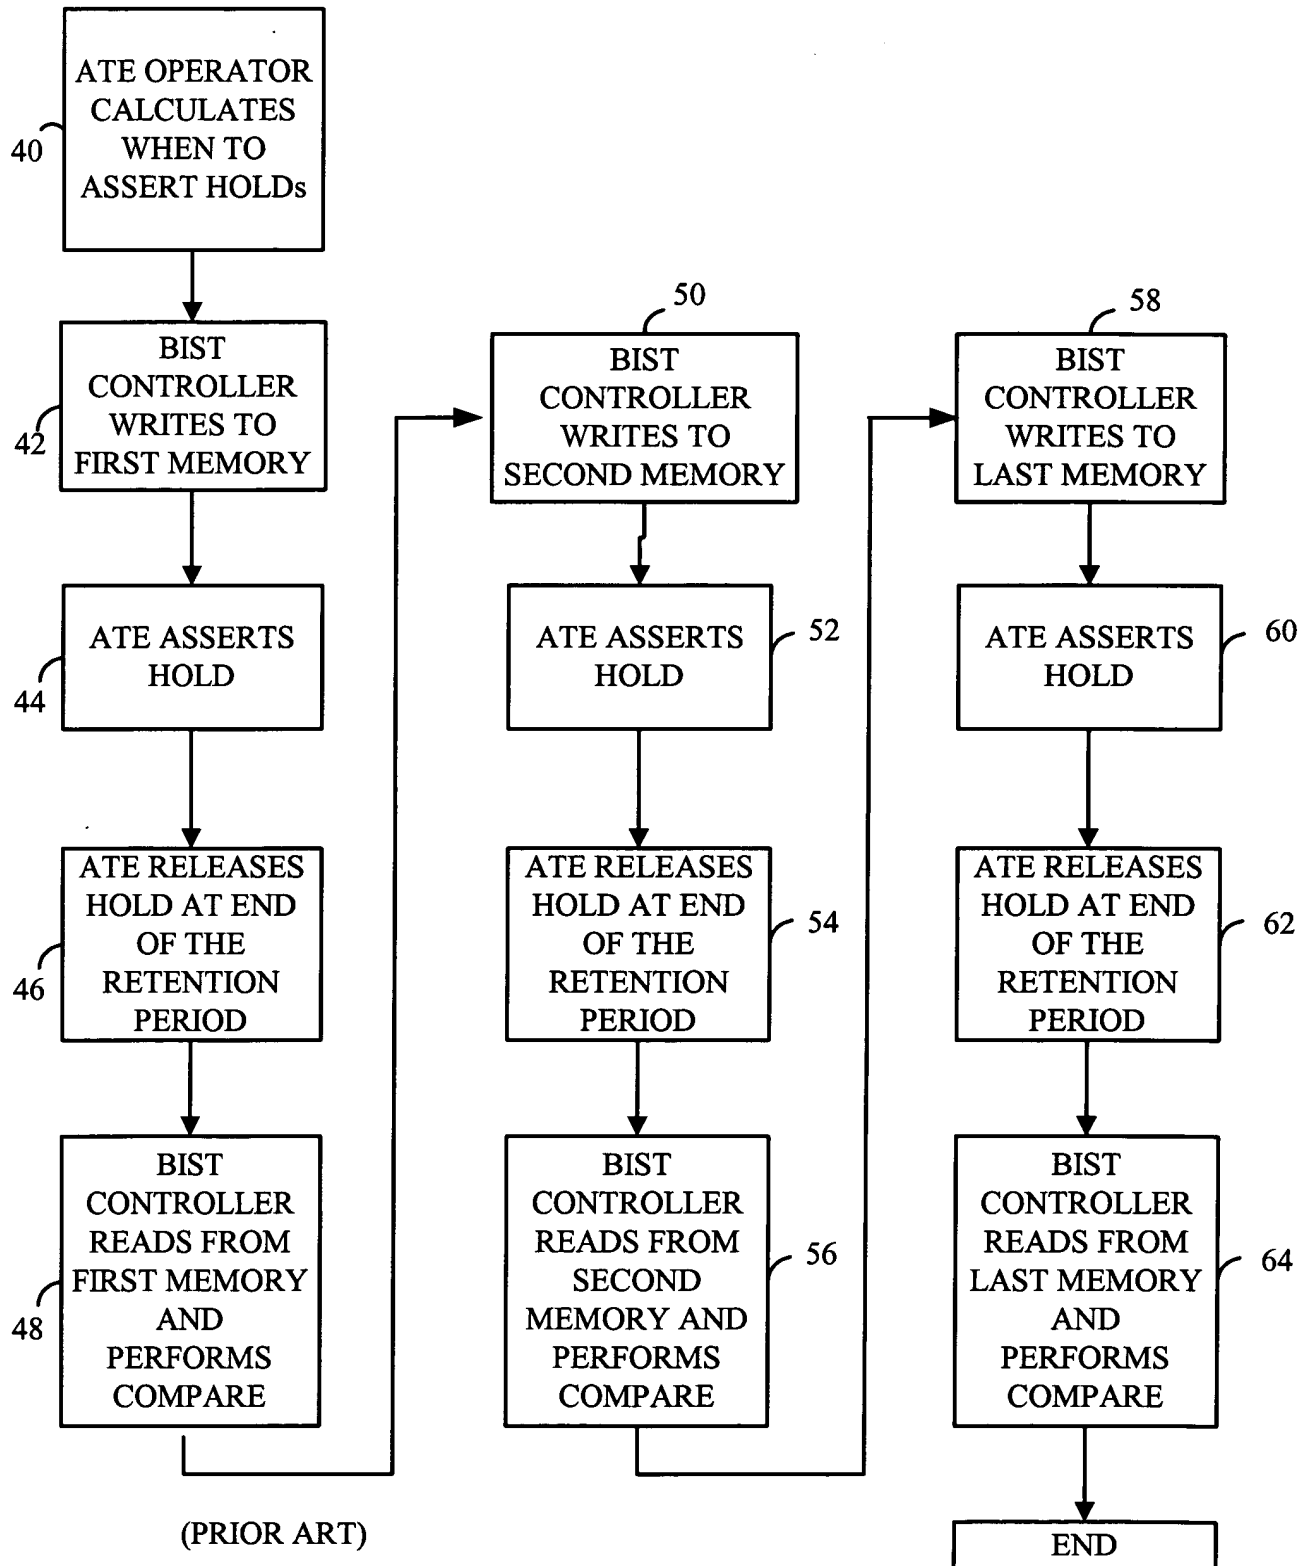 ATE OPERATOR
CALCULATES
WHEN TO
ASSERT HOLDs
40
BIST
CONTROLLER
WRITES TO
FIRST MEMORY
42
ATE ASSERTS
HOLD
44
ATE RELEASES
HOLD AT END
OF THE
RETENTION
PERIOD
46
BIST
CONTROLLER
READS FROM
FIRST MEMORY
AND
PERFORMS
COMPARE
48
50
BIST
CONTROLLER
WRITES TO
SECOND MEMORY
ATE ASSERTS
HOLD
52
ATE RELEASES
HOLD AT END
OF THE
RETENTION
PERIOD
54
BIST
CONTROLLER
READS FROM
SECOND
MEMORY AND
PERFORMS
COMPARE
56
58
BIST
CONTROLLER
WRITES TO
LAST MEMORY
ATE ASSERTS
HOLD
60
ATE RELEASES
HOLD AT END
OF THE
RETENTION
PERIOD
62
BIST
CONTROLLER
READS FROM
LAST MEMORY
AND
PERFORMS
COMPARE
64
END
(PRIOR ART)